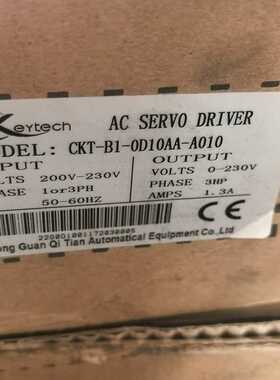 Keytech AC SERVO DRIVER
DEL: CKT-B1-0D10AA-A010
PUT OUTPUT
LTS 200V-230V VOLTS 0-230V
ASE 1or3PH PHASE 3HP
50-60HZ AMPS 1.3A
220801001172030005
ong Guan Qi Tian Automatical Equipment Co.,Ltd